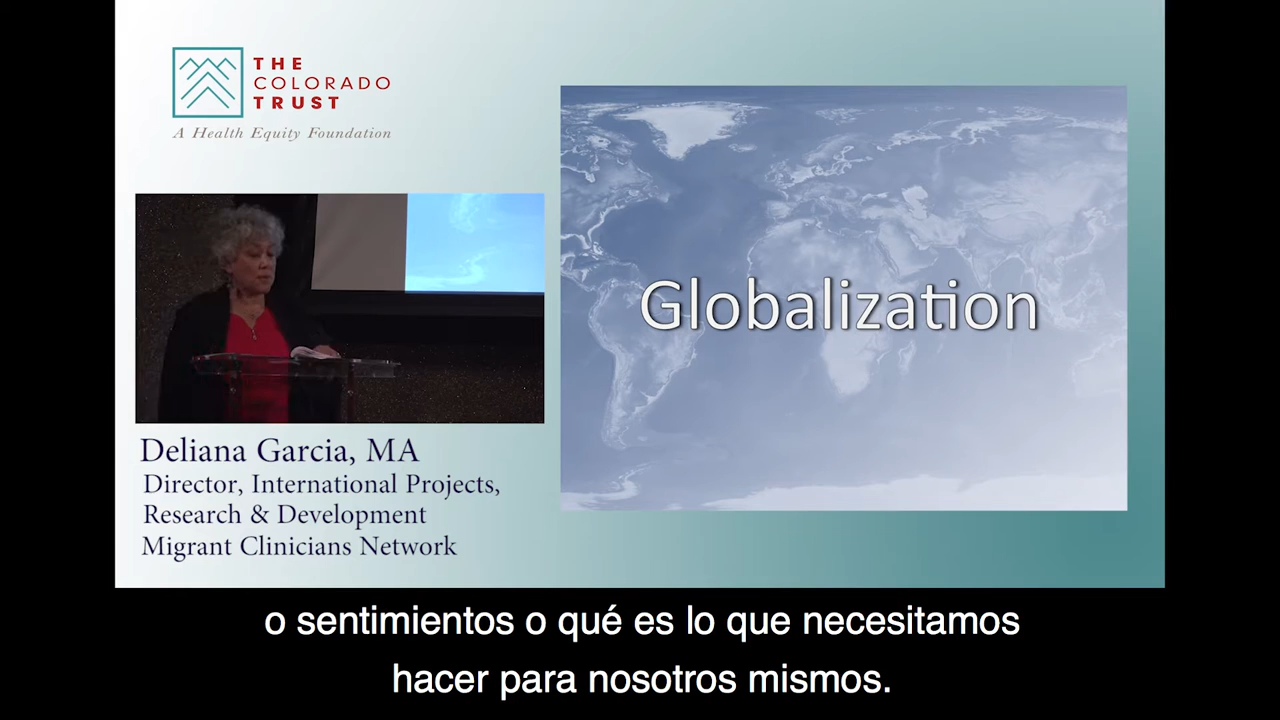 THE
COLORADO
TRUST
A Health Equity Foundation
Globalization
Deliana Garcia, MA
Director, International Projects,
Research & Development
Migrant Clinicians Network
o sentimientos o qué es lo que necesitamos
hacer para nosotros mismos.